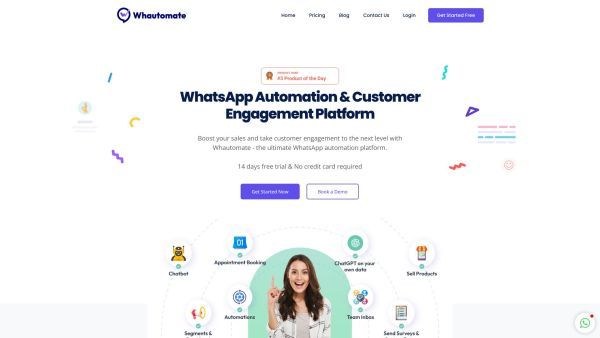 Whautomate
Home
Pricing
Blog
Contact Us
Login
Get Started Free
PRODUCT HUNT
#3 Product of the Day
WhatsApp Automation & Customer
Engagement Platform
Boost your sales and take customer engagement to the next level with
Whautomate - the ultimate WhatsApp automation platform.
14 days free trial & No credit card required
Get Started Now
Book a Demo
Chatbot
Appointment Booking
ChatGPT on your
own data
Sell Products
Segments &
Automations
Team inbox
Send Surveys &